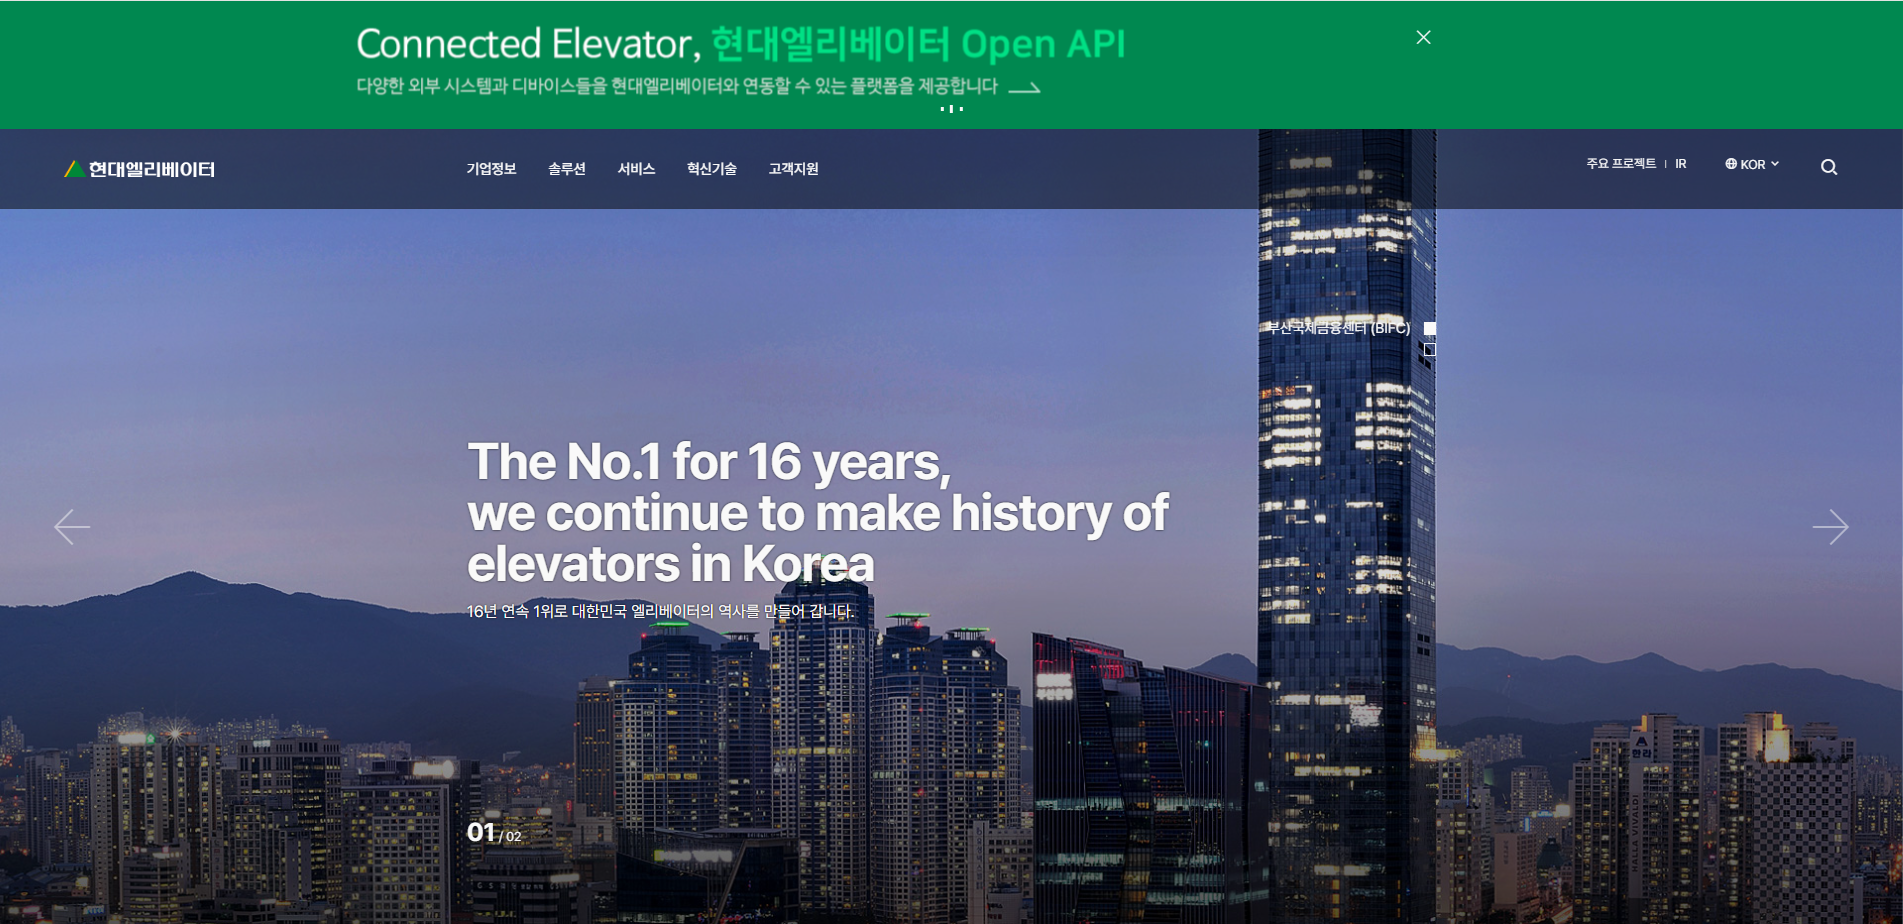 Connected Elevator, 현대엘리베이터 Open API
다양한 외부 시스템과 디바이스들을 현대엘리베이터와 연동할 수 있는 플랫폼을 제공합니다
현대엘리베이터
기업정보 솔루션 서비스 혁신기술 고객지원
주요 프로젝트 | IR
KOR
부산국제금융센터 (BIFC)
The No.1 for 16 years,
we continue to make history of
elevators in Korea
16년 연속 1위로 대한민국 엘리베이터의 역사를 만들어 갑니다.
한라
HALLA VIVALDI
01 / 02